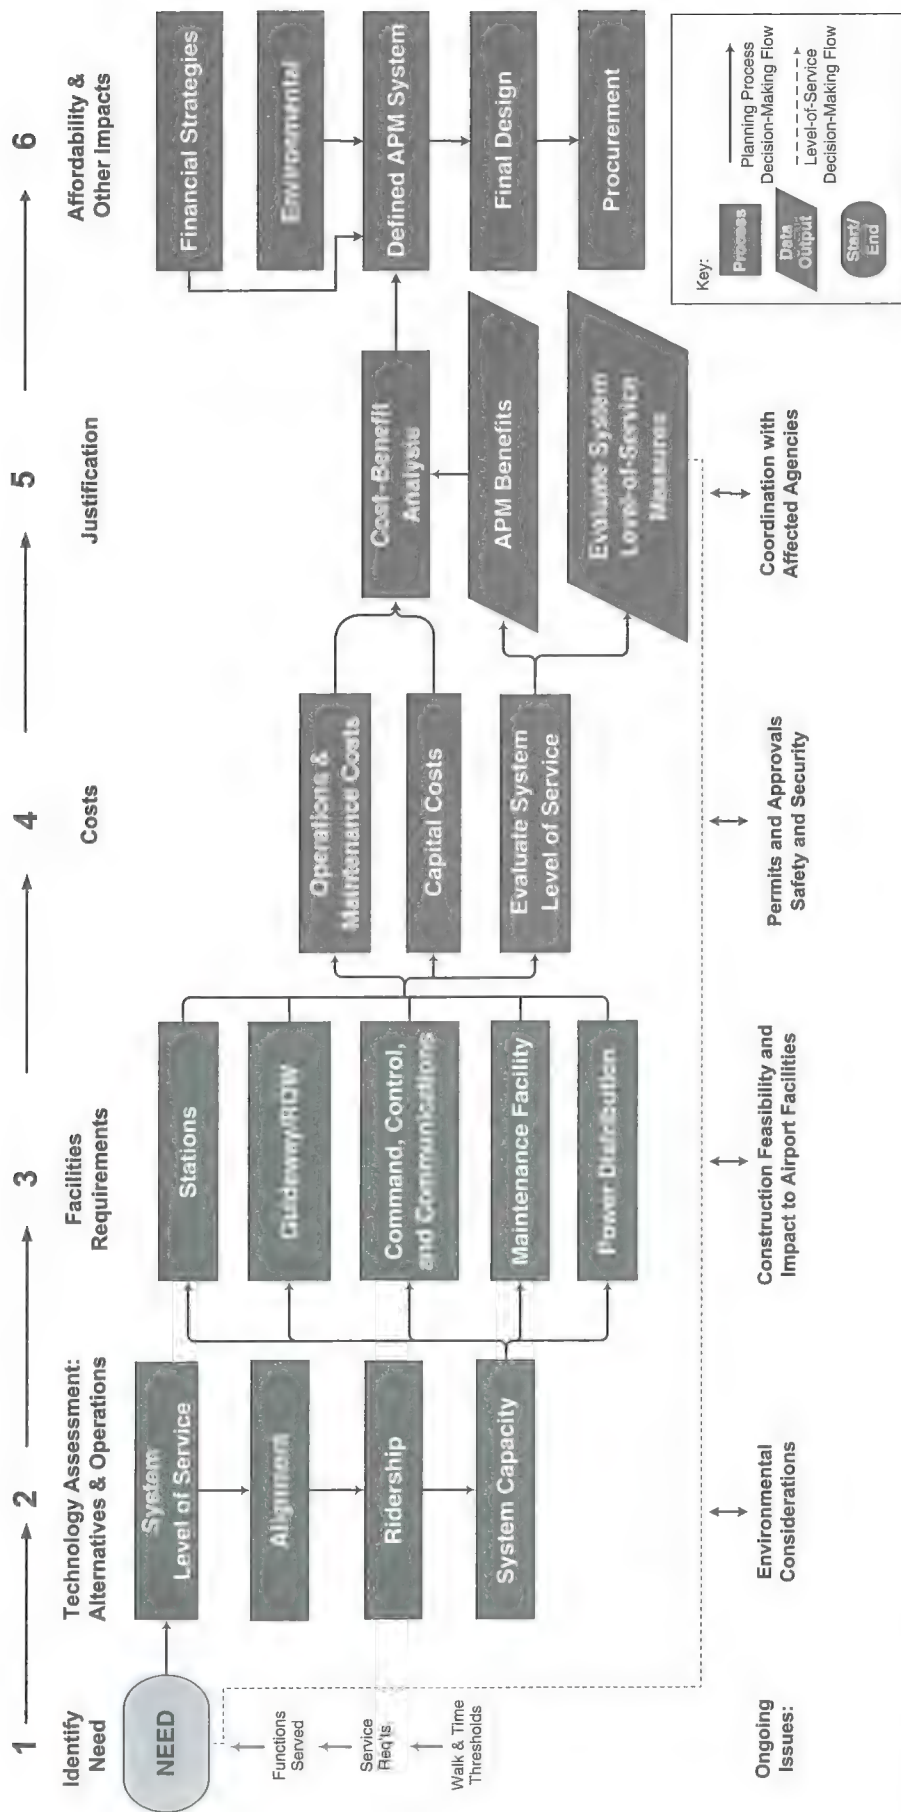 1
2
3
4
5
6
Identify
Need
Technology Assessment:
Alternatives & Operations
Facilities
Requirements
Costs
Justification
Affordability &
Other Impacts
NEED
Functions
Served
Service
Req'ts
Walk & Time
Thresholds
System
Level of Service
Alignment
Ridership
System Capacity
Stations
Guideway/ROW
Command, Control,
and Communications
Maintenance Facility
Power Distribution
Operations &
Maintenance Costs
Capital Costs
Evaluate System
Level of Service
Cost-Benefit
Analysis
APM Benefits
Evaluate System
Level-of-Service
Measures
Financial Strategies
Environmental
Defined APM System
Final Design
Procurement
Ongoing
Issues:
Environmental
Considerations
Construction Feasibility and
Impact to Airport Facilities
Permits and Approvals
Safety and Security
Coordination with
Affected Agencies
Key:
Process
Data
Output
Start/
End
Planning Process
Decision-Making Flow
Level-of-Service
Decision-Making Flow